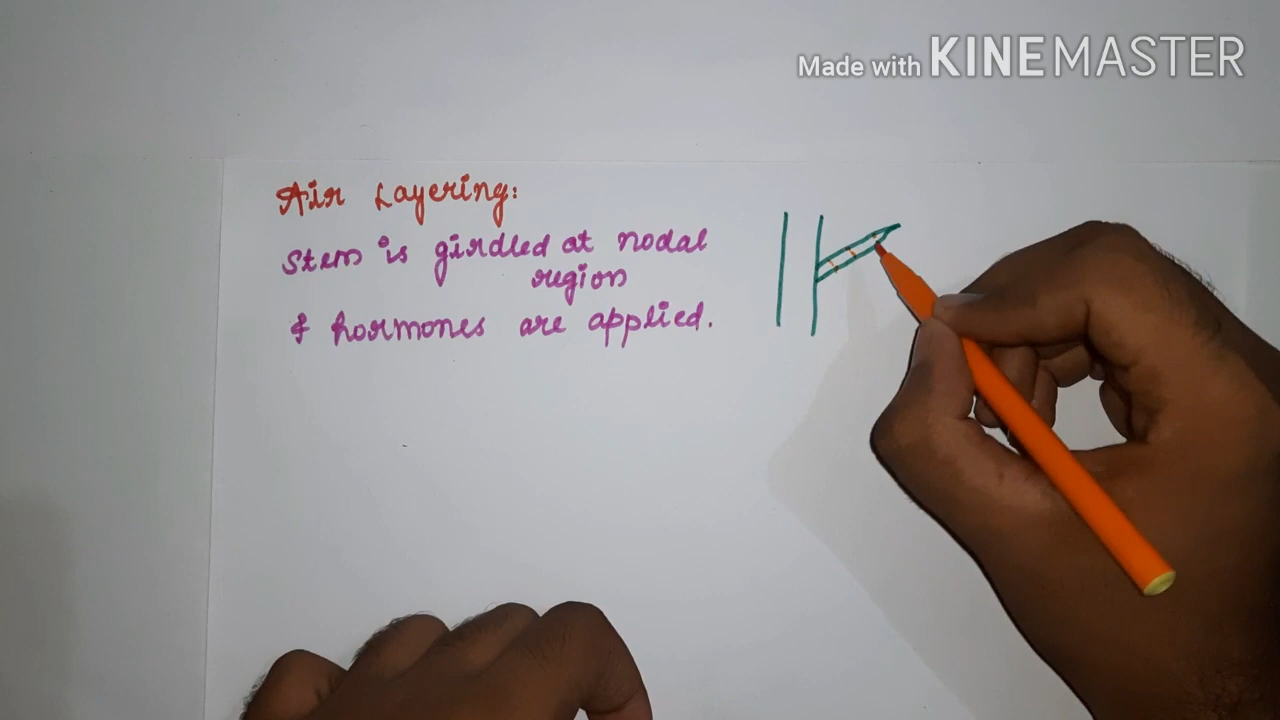 Made with KINEMASTER
Air Layering:
Stem is girdled at nodal
region
& hormones are applied.